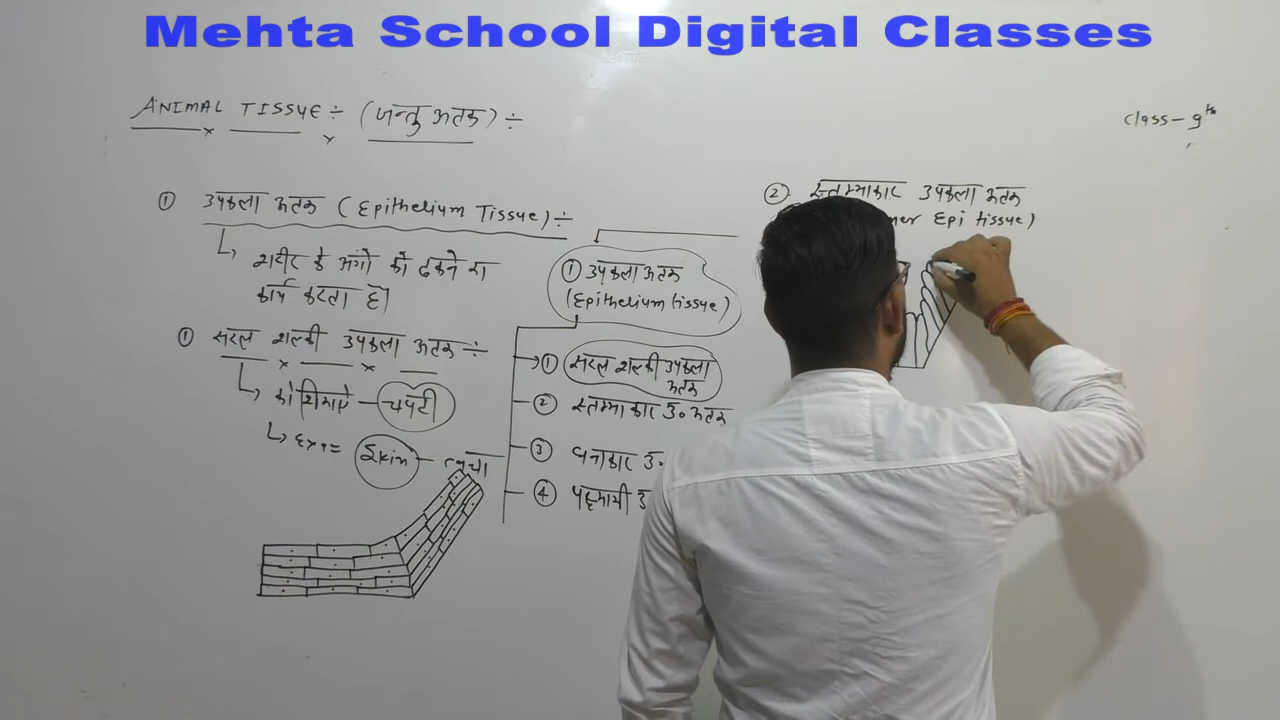 Mehta School Digital Classes
ANIMAL TISSUE ÷ (जन्तु ऊतक) ÷
Class - 9th
① उपकला ऊतक (Epithelium Tissue) ÷
↳ शरीर के अंगो को ढकने का
कार्य करता है।
① सरल शल्की उपकला ऊतक ÷
↳ कोशिकाऐ - चपटी
↳ Ex. = Skin - त्वचा
① उपकला ऊतक
(Epithelium tissue)
① सरल शल्की उपकला
ऊतक
② स्तम्भाकार उ० ऊतक
③ घनाकार उ०
④ पक्ष्माभी उ
② स्तम्भाकार उपकला ऊतक
Epi tissue)